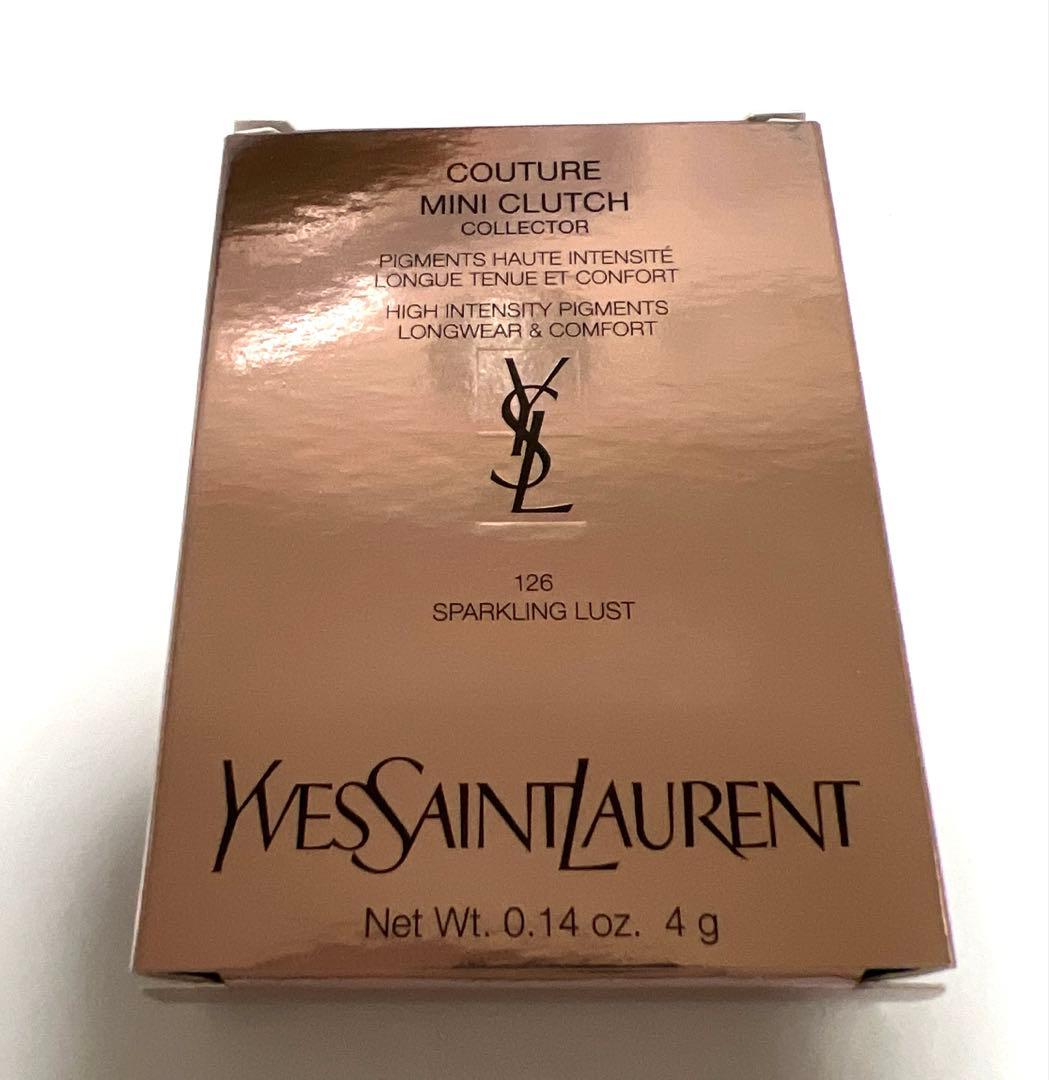 COUTURE
MINI CLUTCH
COLLECTOR
PIGMENTS HAUTE INTENSITÉ
LONGUE TENUE ET CONFORT
HIGH INTENSITY PIGMENTS
LONGWEAR & COMFORT
YSL
126
SPARKLING LUST
YVESSAINTLAURENT
Net Wt. 0.14 oz. 4 g